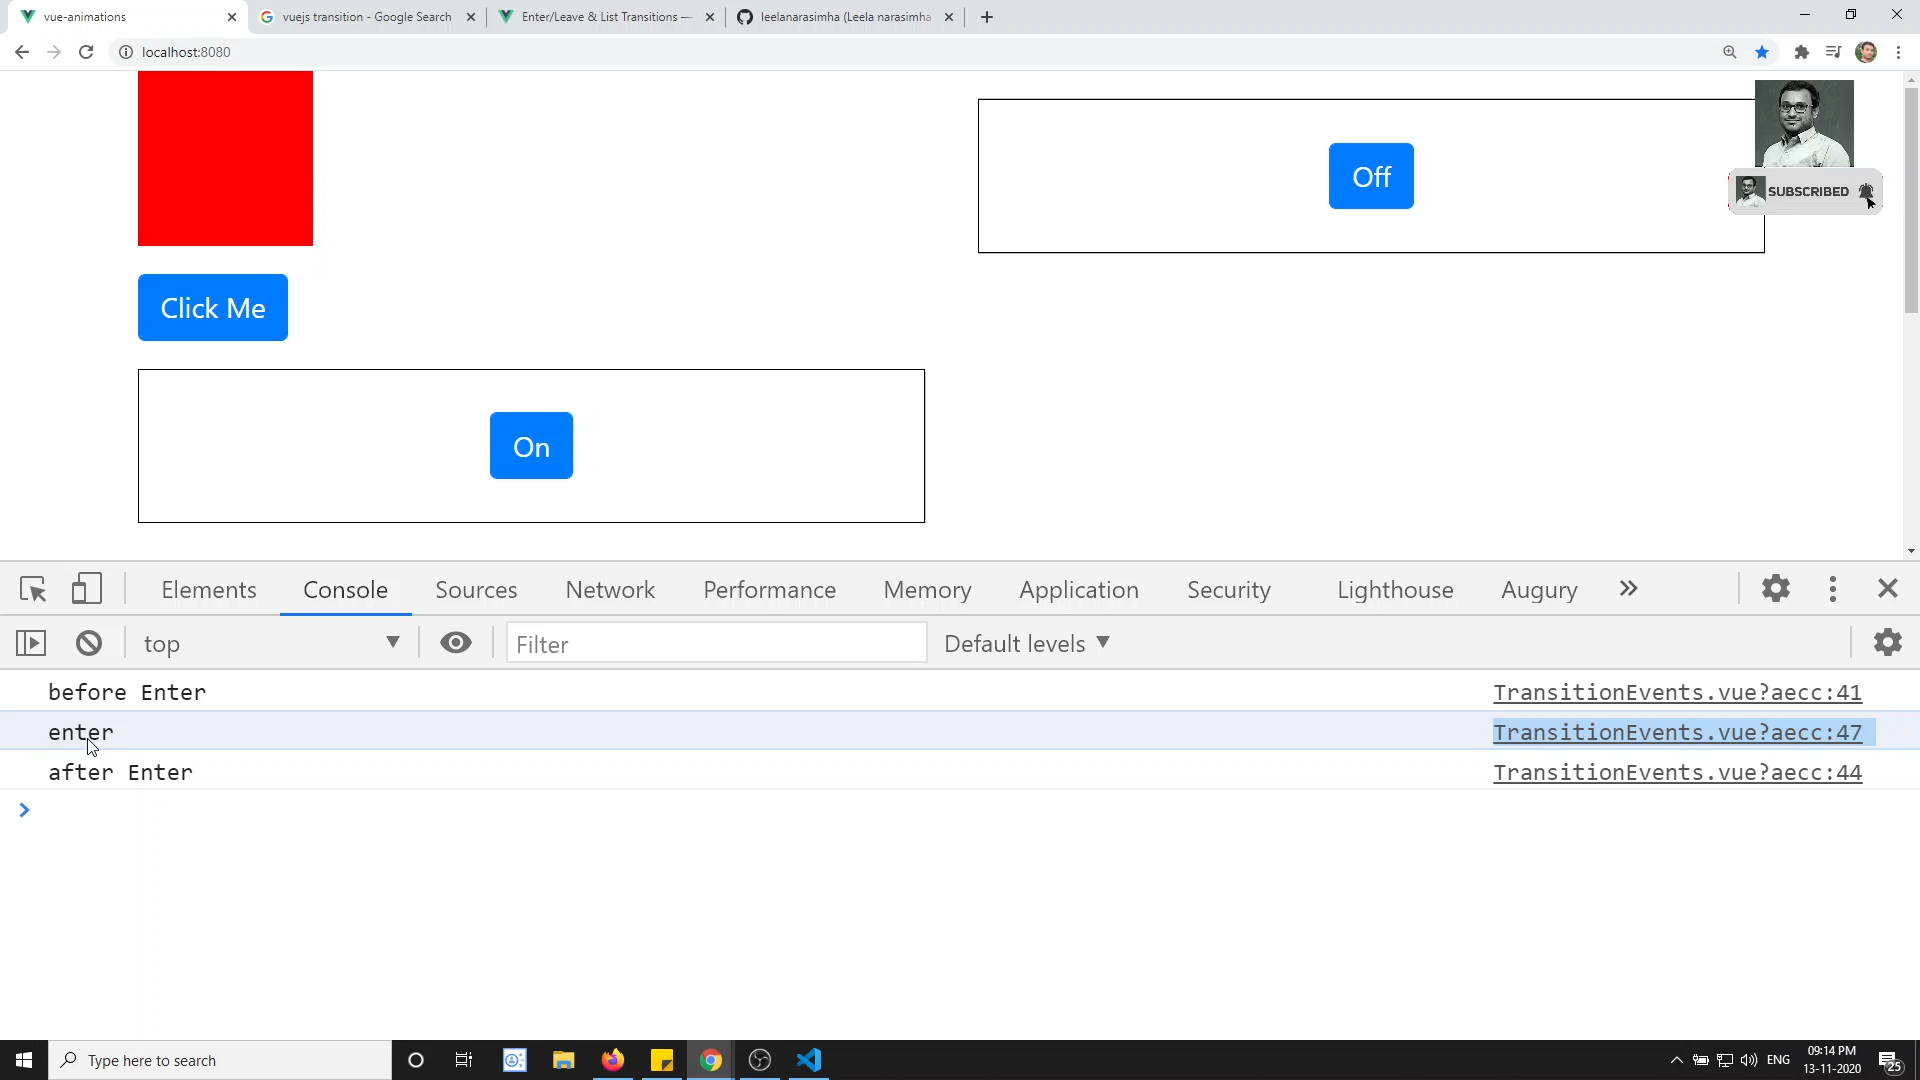 vue-animations
vuejs transition - Google Search
Enter/Leave & List Transitions —
leelanarasimha (Leela narasimha
localhost:8080
Off
SUBSCRIBED
Click Me
On
Elements
Console
Sources
Network
Performance
Memory
Application
Security
Lighthouse
Augury
top
Filter
Default levels
before Enter
TransitionEvents.vue?aecc:41
enter
TransitionEvents.vue?aecc:47
after Enter
TransitionEvents.vue?aecc:44
Type here to search
ENG
09:14 PM
13-11-2020
25